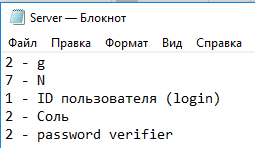 Server — Блокнот
Файл Правка Формат Вид Справка
2 - g
7 - N
1 - ID пользователя (login)
2 - Соль
2 - password verifier